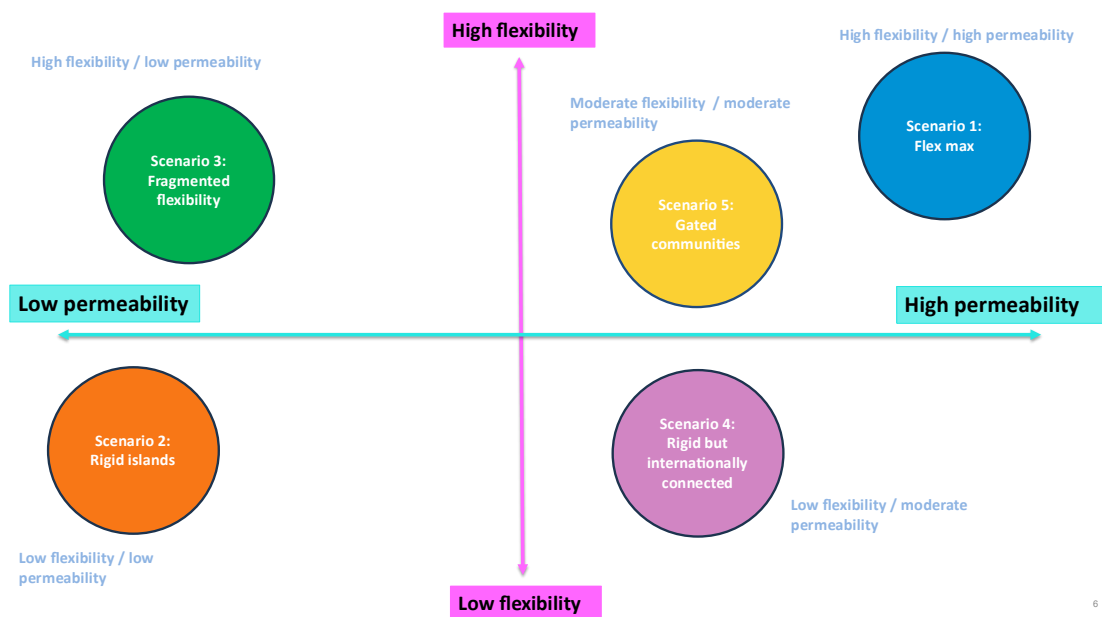 High flexibility
High flexibility / high permeability
High flexibility / low permeability
Moderate flexibility / moderate
permeability
Scenario 1:
Flex max
Scenario 3:
Fragmented
flexibility
Scenario 5:
Gated
communities
Low permeability
High permeability
Scenario 2:
Rigid islands
Scenario 4:
Rigid but
internationally
connected
Low flexibility / moderate
permeability
Low flexibility / low
permeability
Low flexibility
6